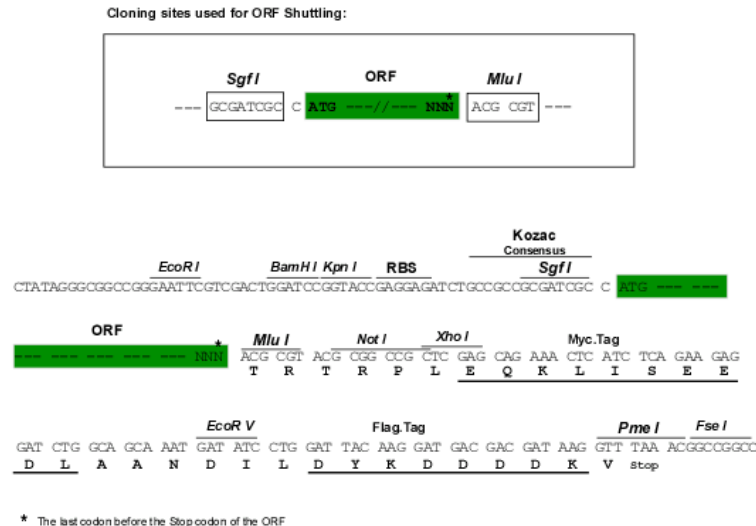 Cloning sites used for ORF Shuttling:
Sgf I ORF Mlu I
--- GCGATCGC C ATG ---//--- NNN* ACG CGT ---
Kozac
Consensus
EcoR I BamH I Kpn I RBS Sgf I
CTATAGGGCGGCCGGGAATTCGTCGACTGGATCCGGTACCGAGGAGATCTGCCGCCGCGATCGC C ATG --- ---
ORF
* Mlu I Not I Xho I Myc.Tag
--- --- --- --- --- --- NNN ACG CGT ACG CGG CCG CTC GAG CAG AAA CTC ATC TCA GAA GAG
T R T R P L E Q K L I S E E
EcoR V Flag.Tag Pme I Fse I
GAT CTG GCA GCA AAT GAT ATC CTG GAT TAC AAG GAT GAC GAC GAT AAG GTT TAA ACGGCCGGCC
D L A A N D I L D Y K D D D D K V Stop
* The last codon before the Stop codon of the ORF